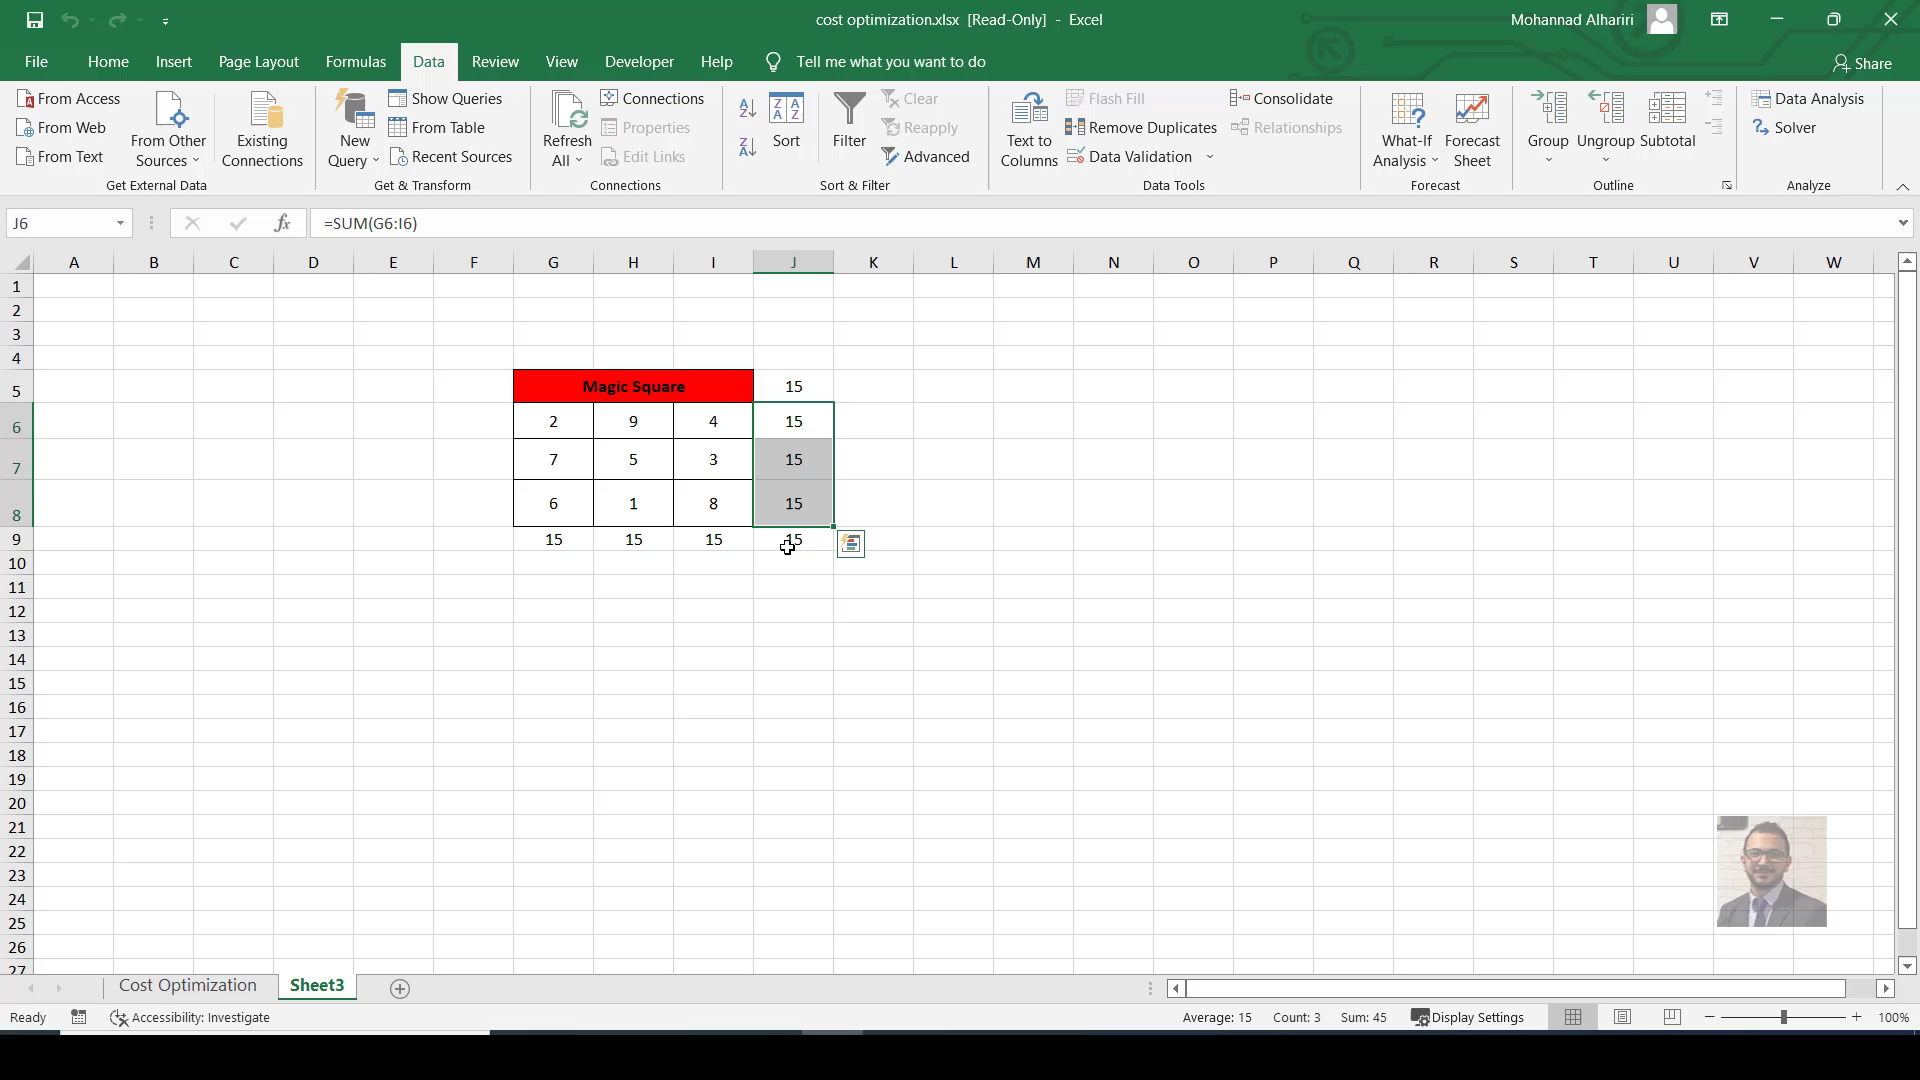 cost optimization.xlsx [Read-Only] - Excel
Mohannad Alhariri
File Home Insert Page Layout Formulas Data Review View Developer Help Tell me what you want to do
Share
From Access
From Web
From Text
From Other Sources
Existing Connections
Get External Data
New Query
Show Queries
From Table
Recent Sources
Get & Transform
Refresh All
Connections
Properties
Edit Links
Connections
Sort
Filter
Clear
Reapply
Advanced
Sort & Filter
Text to Columns
Flash Fill
Remove Duplicates
Data Validation
Consolidate
Relationships
Data Tools
What-If Analysis
Forecast Sheet
Forecast
Group
Ungroup
Subtotal
Outline
Data Analysis
Solver
Analyze
J6
fx
=SUM(G6:I6)
A B C D E F G H I J K L M N O P Q R S T U V W
1
2
3
4
5 Magic Square 15
6 2 9 4 15
7 7 5 3 15
8 6 1 8 15
9 15 15 15 15
10
11
12
13
14
15
16
17
18
19
20
21
22
23
24
25
26
27
Cost Optimization Sheet3
Ready Accessibility: Investigate Average: 15 Count: 3 Sum: 45 Display Settings 100%